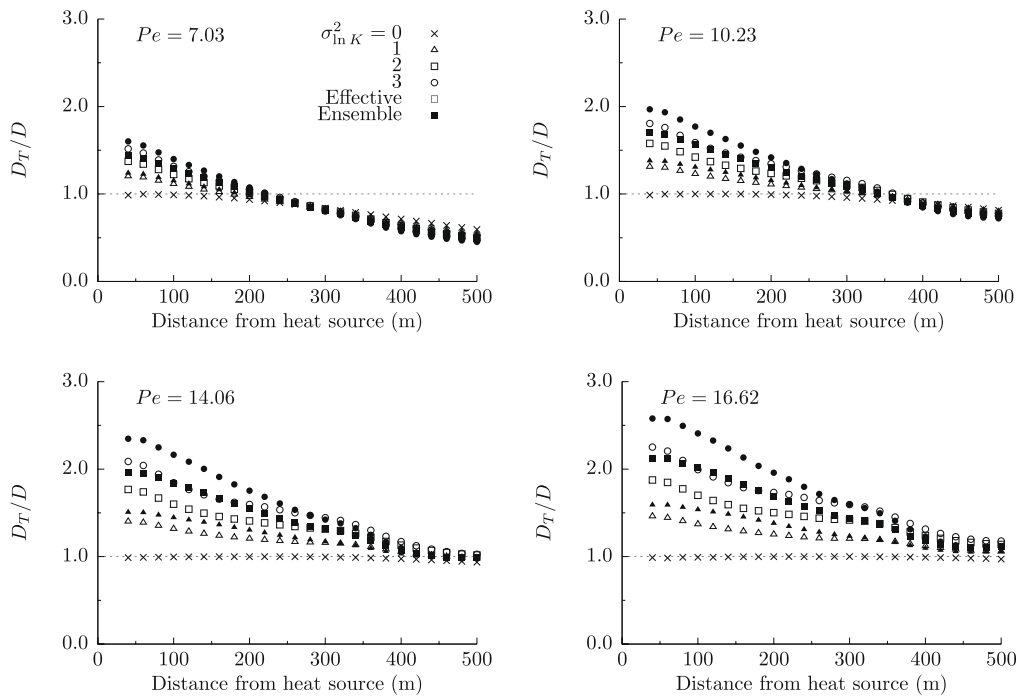 3.0
Pe = 7.03
σ²ln K = 0 ×
1 △
2 □
3 ○
Effective □
Ensemble ■
2.0
D_T/D
1.0
0.0
0 100 200 300 400 500
Distance from heat source (m)
3.0
Pe = 10.23
2.0
D_T/D
1.0
0.0
0 100 200 300 400 500
Distance from heat source (m)
3.0
Pe = 14.06
2.0
D_T/D
1.0
0.0
0 100 200 300 400 500
Distance from heat source (m)
3.0
Pe = 16.62
2.0
D_T/D
1.0
0.0
0 100 200 300 400 500
Distance from heat source (m)